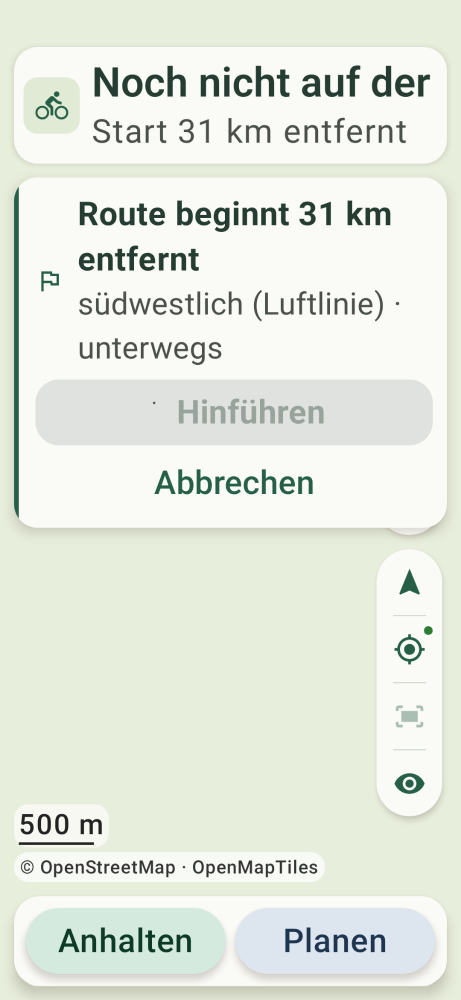 Noch nicht auf der
Start 31 km entfernt
Route beginnt 31 km
entfernt
südwestlich (Luftlinie) ·
unterwegs
Hinführen
Abbrechen
500 m
© OpenStreetMap · OpenMapTiles
Anhalten
Planen